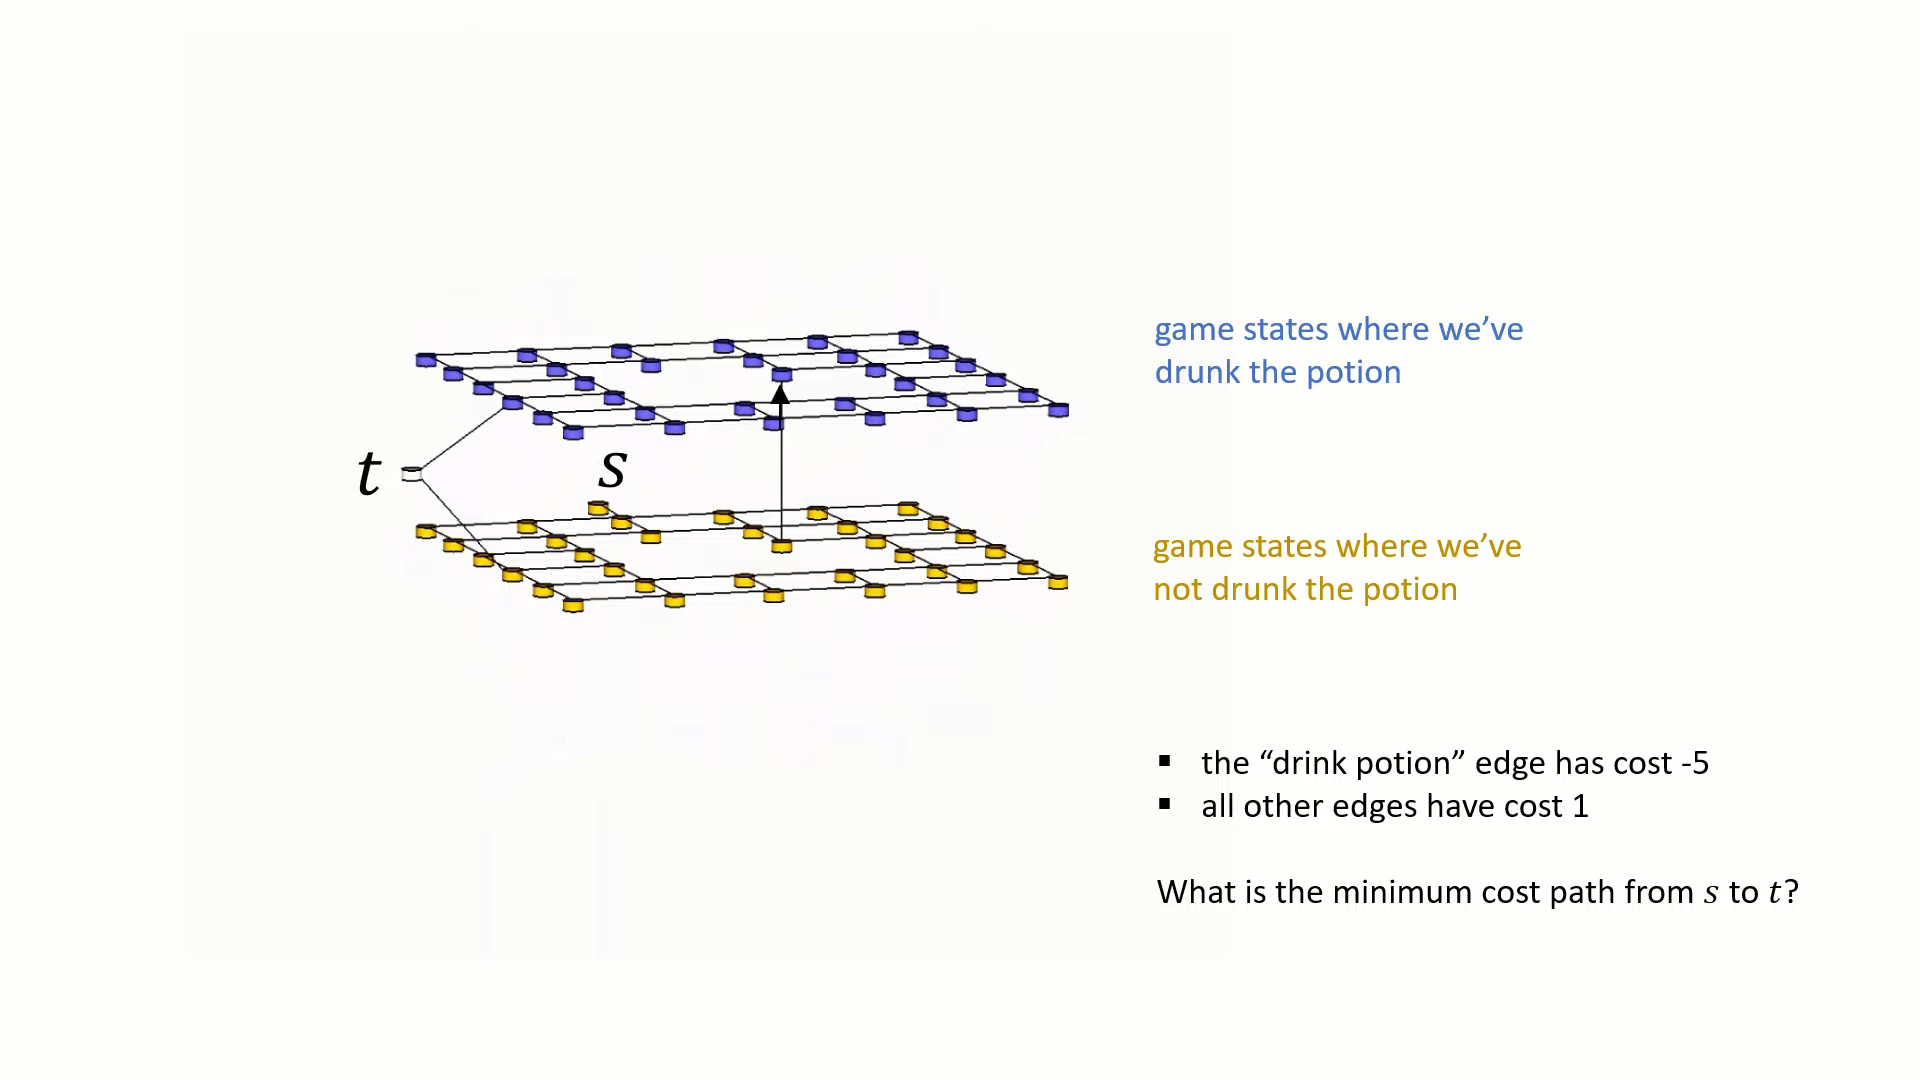 game states where we’ve
drunk the potion
t
s
game states where we’ve
not drunk the potion
▪ the “drink potion” edge has cost -5
▪ all other edges have cost 1
What is the minimum cost path from s to t?